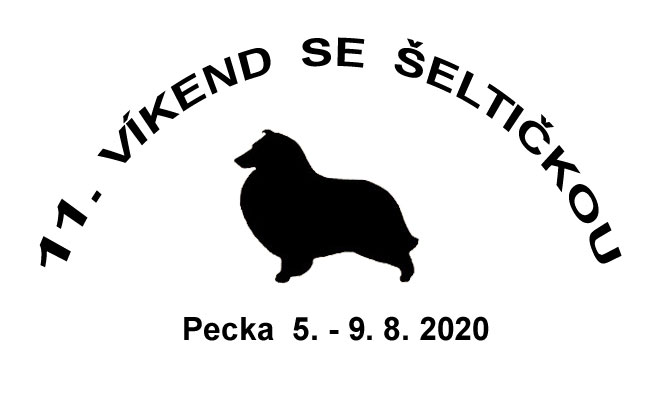 11. VÍKEND SE ŠELTIČKOU
Pecka 5. - 9. 8. 2020